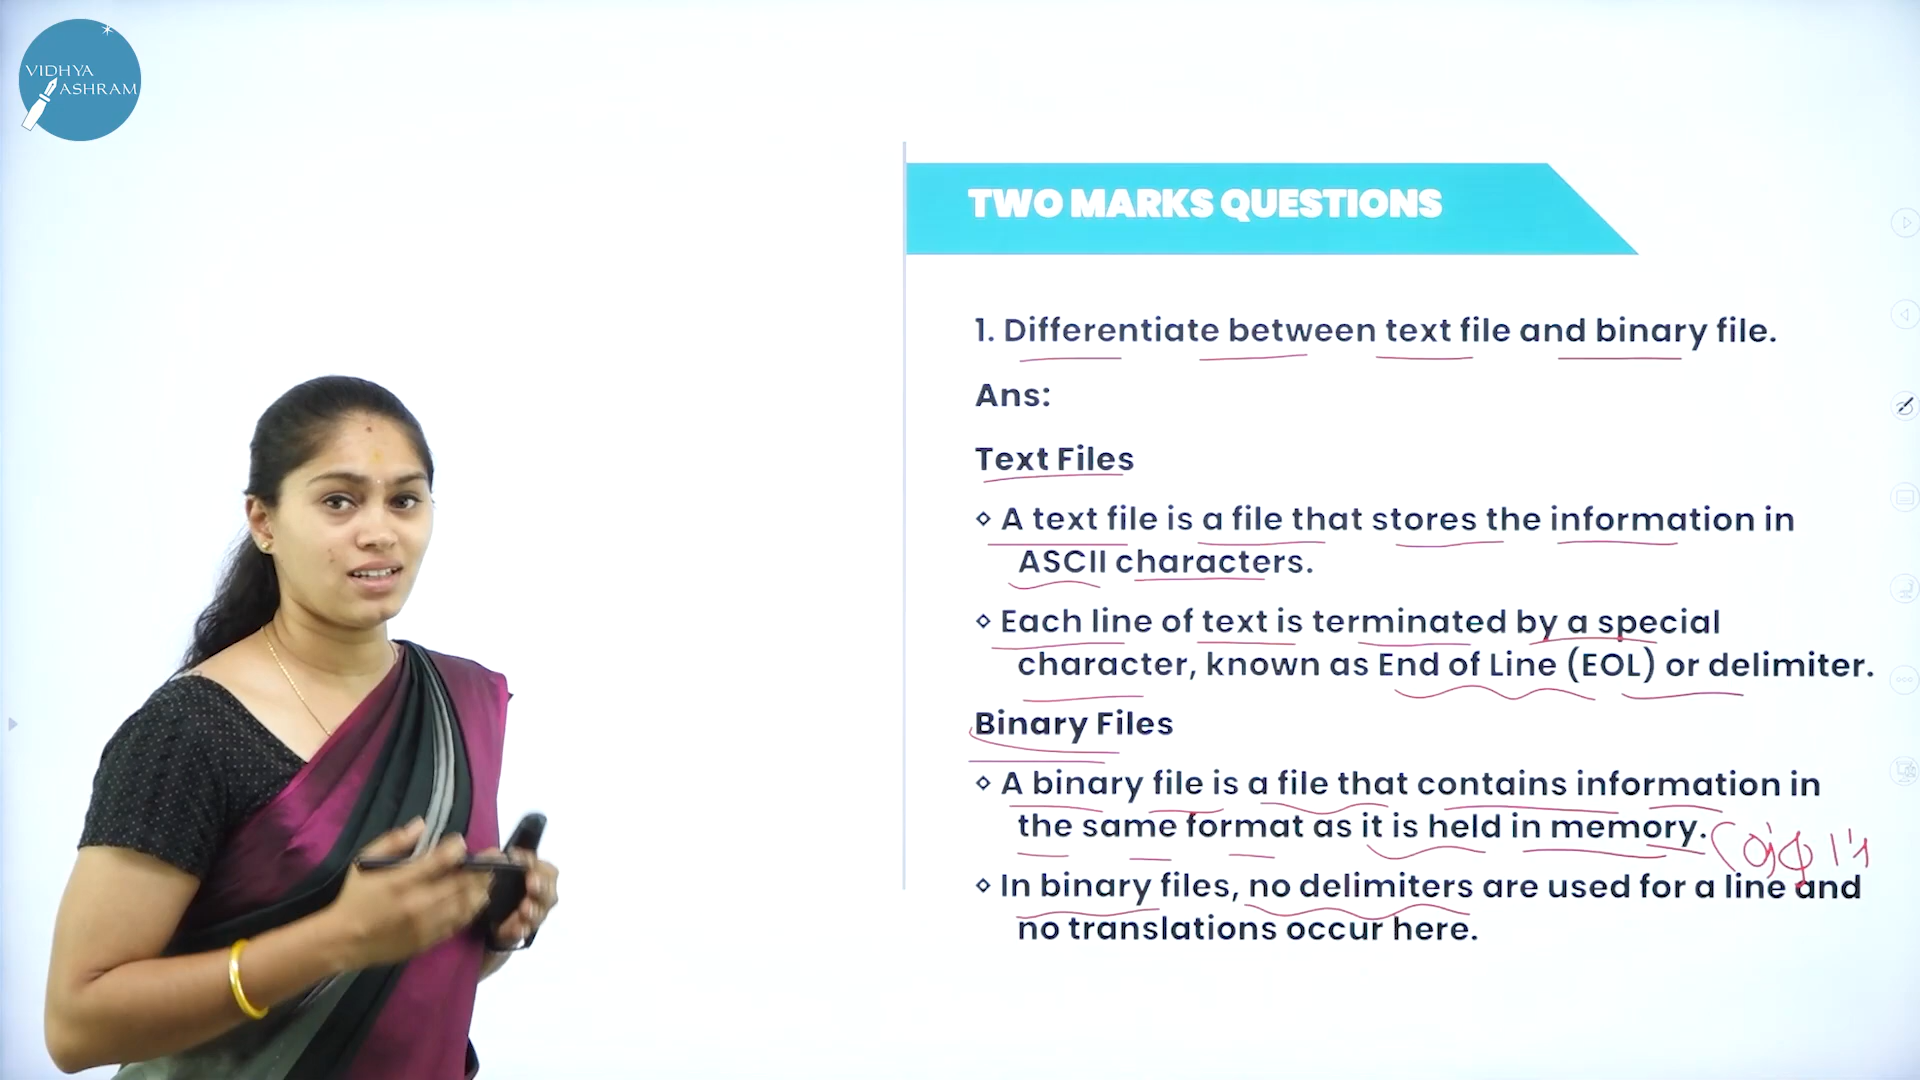 VIDHYA
ASHRAM
TWO MARKS QUESTIONS
1. Differentiate between text file and binary file.
Ans:
Text Files
◇ A text file is a file that stores the information in
ASCII characters.
◇ Each line of text is terminated by a special
character, known as End of Line (EOL) or delimiter.
Binary Files
◇ A binary file is a file that contains information in
the same format as it is held in memory.
(0's & 1's
◇ In binary files, no delimiters are used for a line and
no translations occur here.